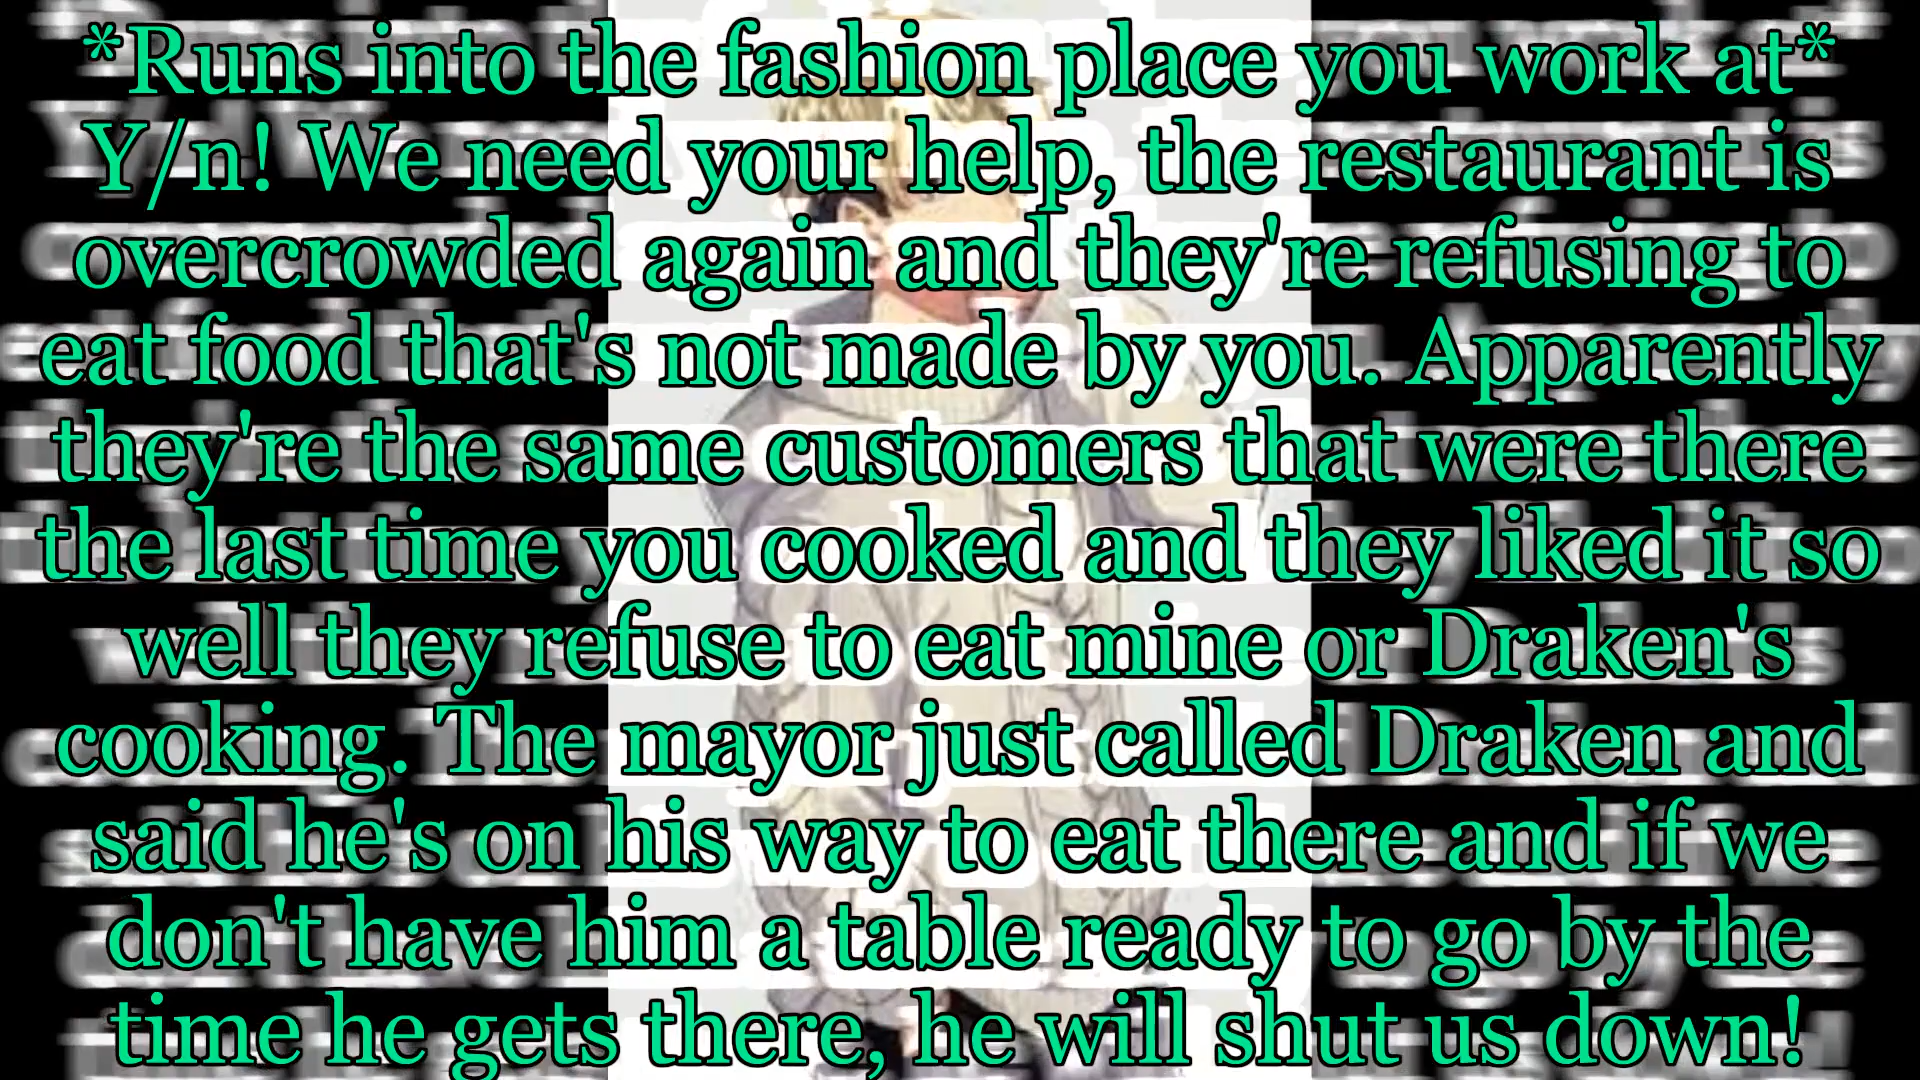 *Runs into the fashion place you work at*
Y/n! We need your help, the restaurant is
overcrowded again and they're refusing to
eat food that's not made by you. Apparently
they're the same customers that were there
the last time you cooked and they liked it so
well they refuse to eat mine or Draken's
cooking. The mayor just called Draken and
said he's on his way to eat there and if we
don't have him a table ready to go by the
time he gets there, he will shut us down!